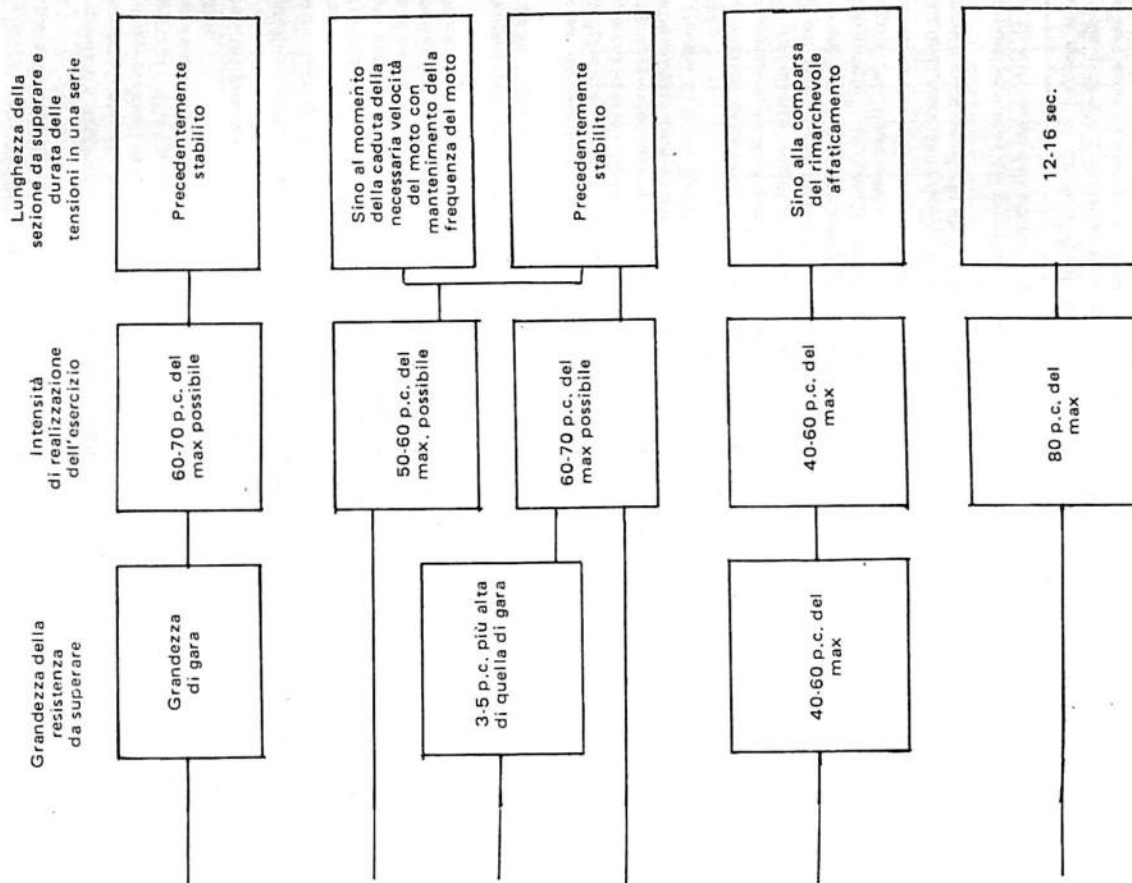 Grandezza della
resistenza
da superare
Intensità
di realizzazione
dell'esercizio
Lunghezza della
sezione da superare e
durata delle
tensioni in una serie
Grandezza
di gara
60-70 p.c. del
max possibile
Precedentemente
stabilito
50-60 p.c. del
max. possibile
Sino al momento
della caduta della
necessaria velocità
del moto con
mantenimento della
frequenza del moto
3-5 p.c. più alta
di quella di gara
60-70 p.c. del
max possibile
Precedentemente
stabilito
40-60 p.c. del
max
40-60 p.c. del
max
Sino alla comparsa
del rimarchevole
affaticamento
80 p.c. del
max
12-16 sec.